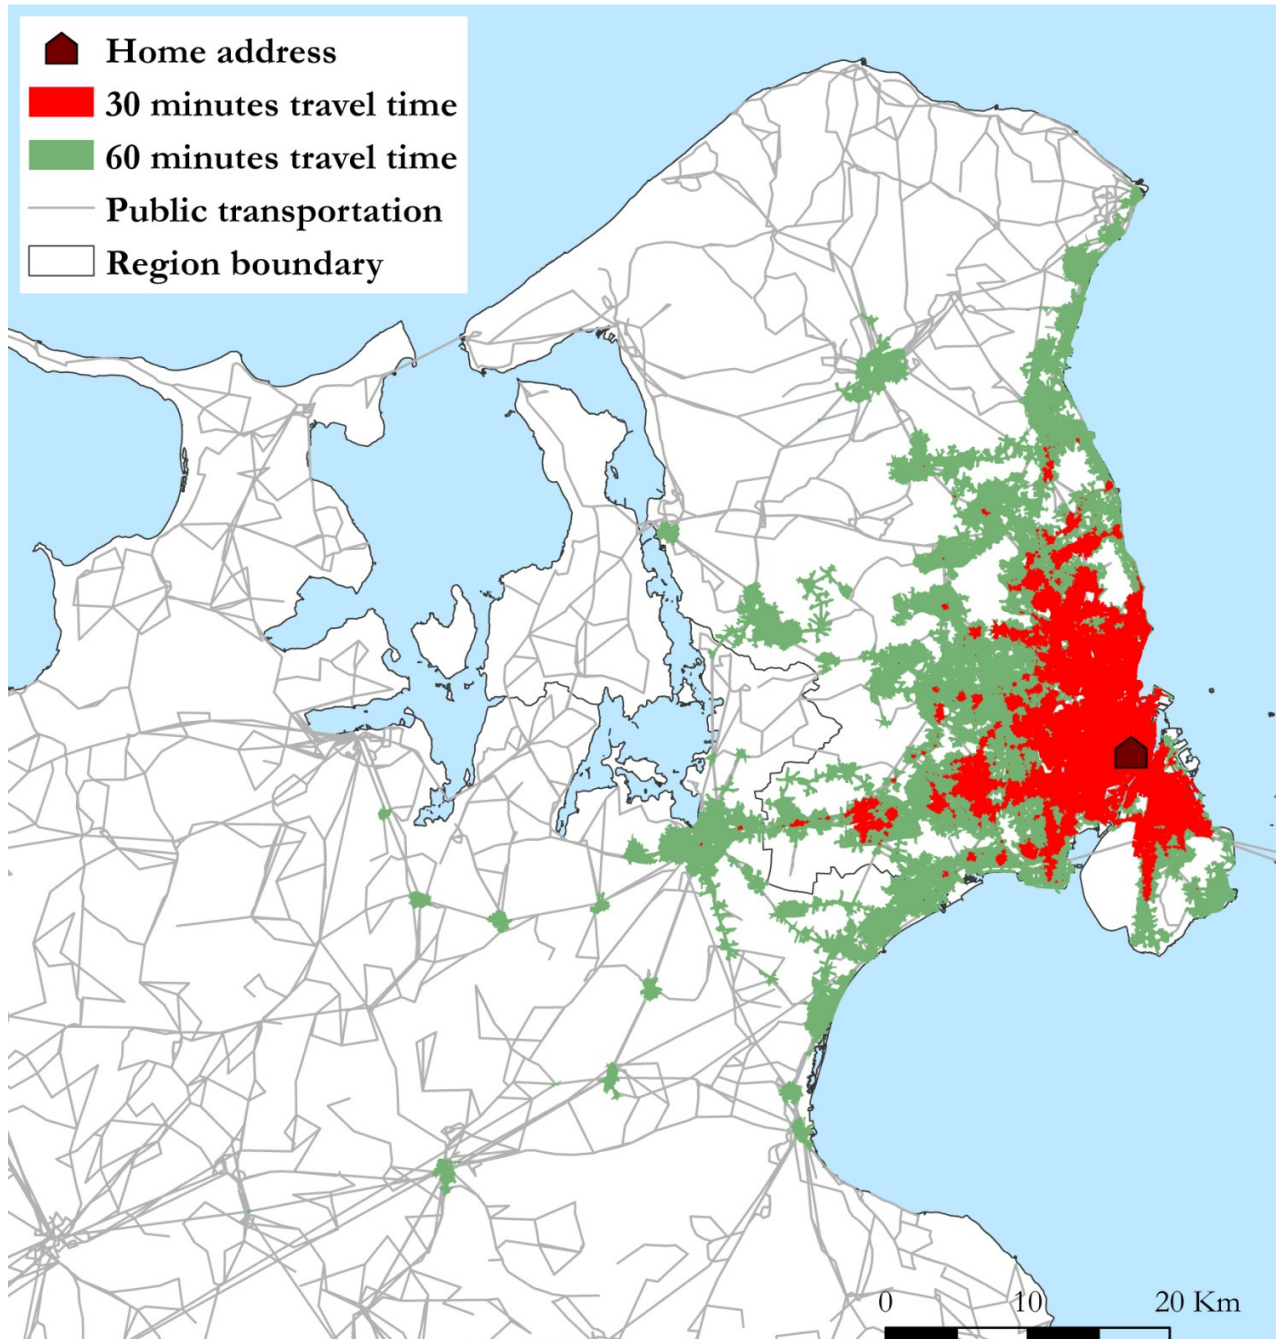 Home address
30 minutes travel time
60 minutes travel time
Public transportation
Region boundary
0 10 20 Km